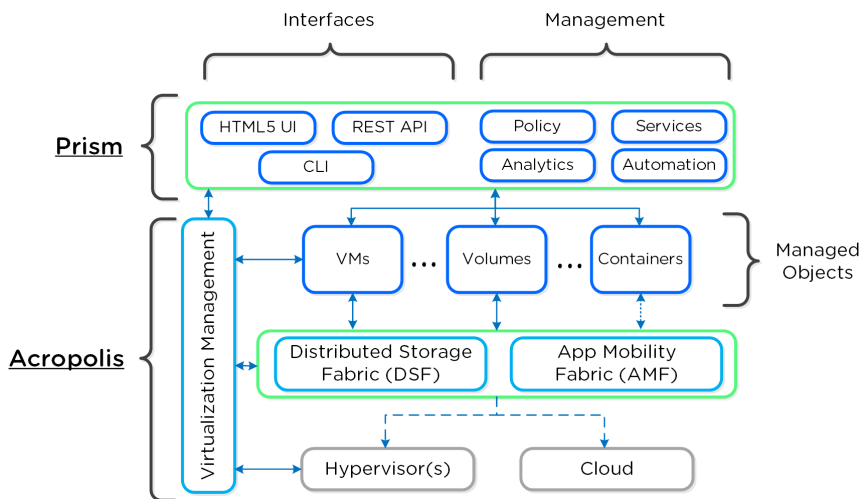 Interfaces
Management
Prism
HTML5 UI
REST API
CLI
Policy
Services
Analytics
Automation
Acropolis
Virtualization Management
VMs
...
Volumes
...
Containers
Managed
Objects
Distributed Storage
Fabric (DSF)
App Mobility
Fabric (AMF)
Hypervisor(s)
Cloud